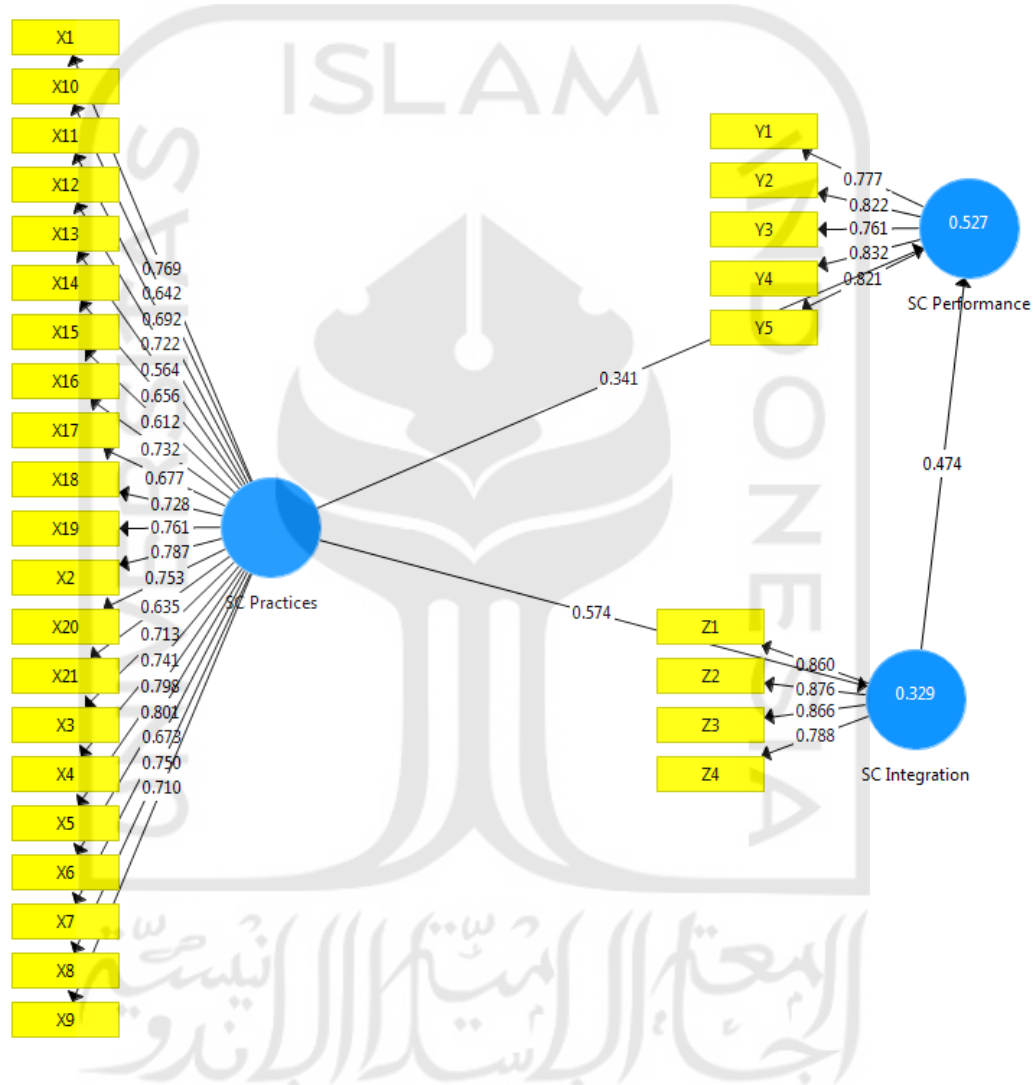 X1
X10
X11
X12
X13
X14
X15
X16
X17
X18
X19
X2
X20
X21
X3
X4
X5
X6
X7
X8
X9
0.769
0.642
0.692
0.722
0.564
0.656
0.612
0.732
0.677
0.728
0.761
0.787
0.753
0.635
0.713
0.741
0.798
0.801
0.673
0.750
0.710
SC Practices
0.341
0.574
Y1
Y2
Y3
Y4
Y5
0.777
0.822
0.761
0.832
0.821
0.527
SC Performance
0.474
Z1
Z2
Z3
Z4
0.860
0.876
0.866
0.788
0.329
SC Integration
ISLAM
INDONESIA